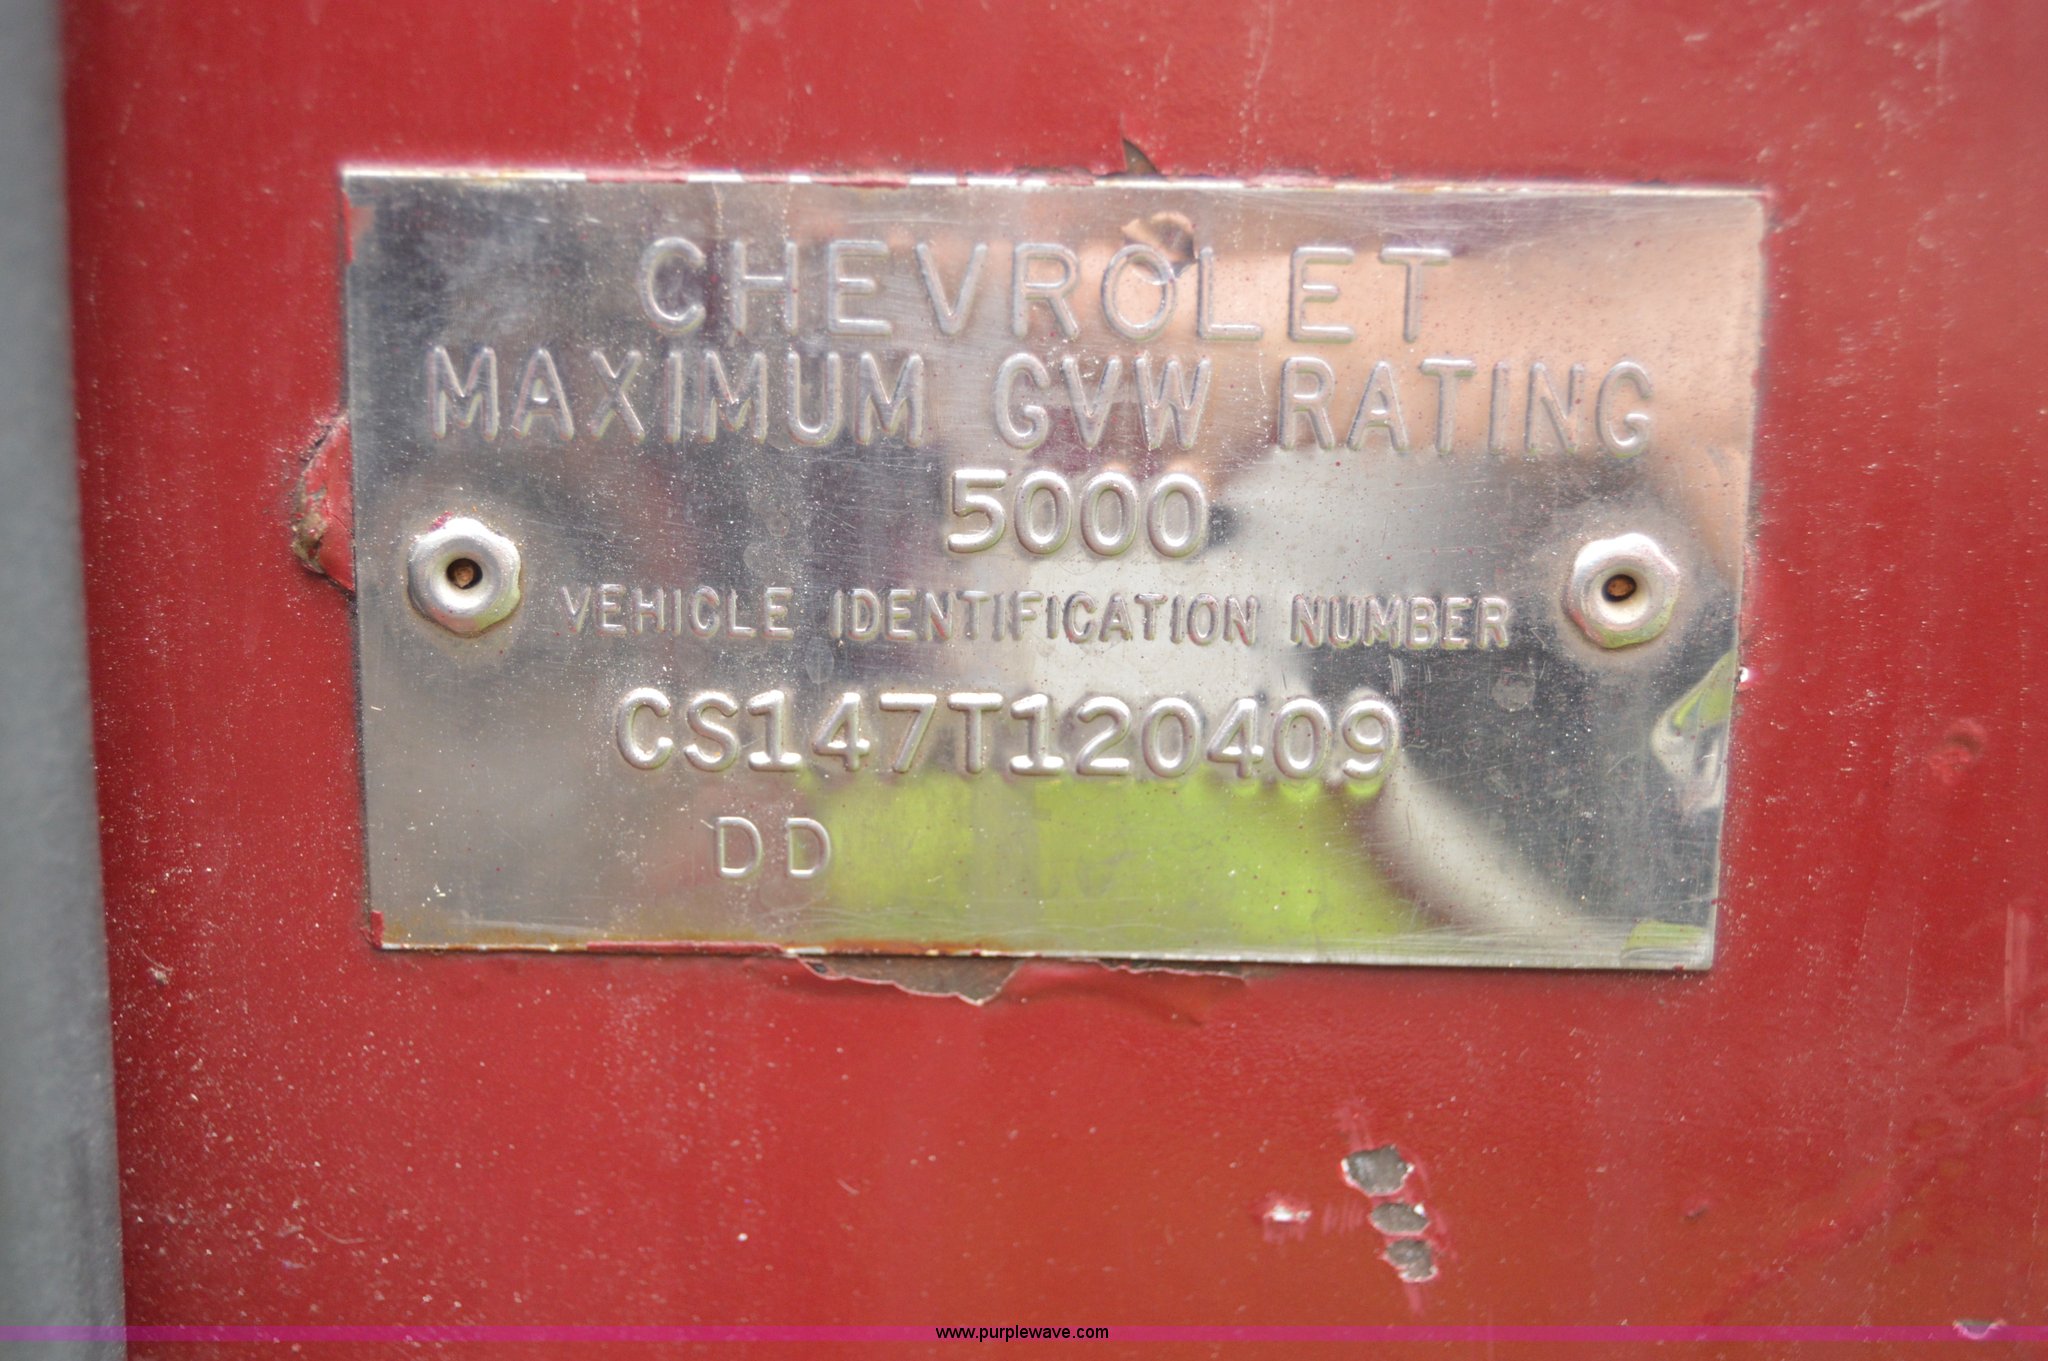 CHEVROLET
MAXIMUM GVW RATING
5000
VEHICLE IDENTIFICATION NUMBER
CS147T120409
DD
www.purplewave.com